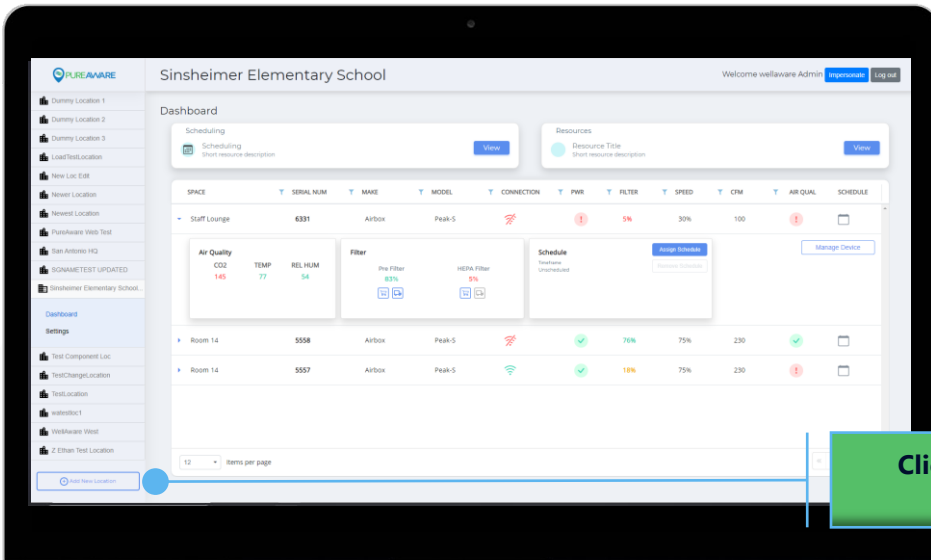 PUREAWARE
Sinsheimer Elementary School
Welcome wellaware Admin
Impersonate
Log out
Dummy Location 1
Dummy Location 2
Dummy Location 3
LoadTestLocation
New Loc Edit
Newer Location
Newest Location
PureAware Web Test
San Antonio HQ
SGNAMETEST UPDATED
Sinsheimer Elementary School...
Dashboard
Settings
Test Component Loc
TestChangeLocation
TestLocation
watestloc1
WellAware West
Z Ethan Test Location
Add New Location
Dashboard
Scheduling
Scheduling
Short resource description
View
Resources
Resource Title
Short resource description
View
SPACE SERIAL NUM MAKE MODEL CONNECTION PWR FILTER SPEED CFM AIR QUAL SCHEDULE
Staff Lounge 6331 Airbox Peak-S 5% 30% 100
Air Quality
CO2 TEMP REL HUM
145 77 54
Filter
Pre Filter HEPA Filter
83% 5%
Schedule
Timeframe
Unscheduled
Assign Schedule
Manage Device
Room 14 5558 Airbox Peak-S 76% 75% 230
Room 14 5557 Airbox Peak-S 18% 75% 230
12 Items per page